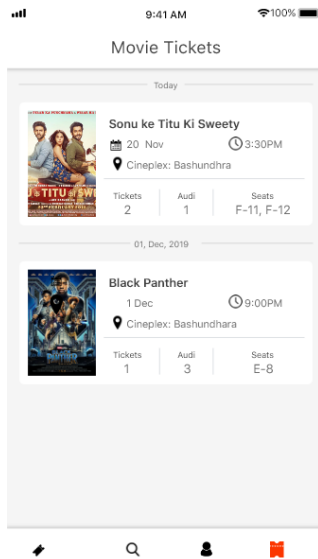 9:41 AM
100%
Movie Tickets
Today
Sonu ke Titu Ki Sweety
20 Nov
3:30PM
Cineplex: Bashundhra
Tickets
Audi
Seats
2
1
F-11, F-12
01, Dec, 2019
Black Panther
1 Dec
9:00PM
Cineplex: Bashundhara
Tickets
Audi
Seats
1
3
E-8